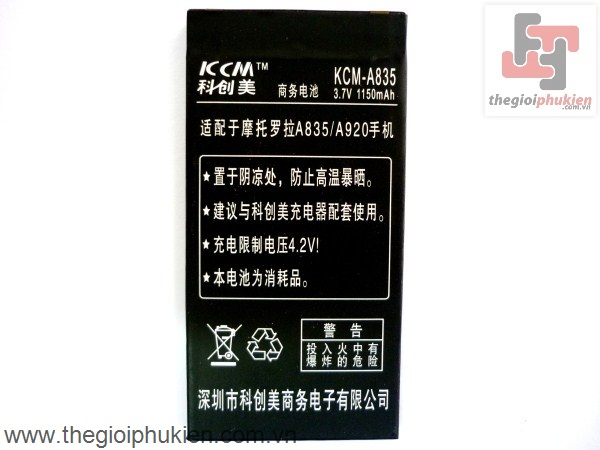 KCM™
科创美
商务电池
KCM-A835
3.7V 1150mAh
适配于摩托罗拉A835/A920手机
★置于阴凉处，防止高温暴晒。
★建议与科创美充电器配套使用。
★充电限制电压4.2V!
★本电池为消耗品。
警告
投入火中有
爆炸的危险
深圳市科创美商务电子有限公司
thegioiphukien
.com.vn
www.thegioiphukien.com.vn